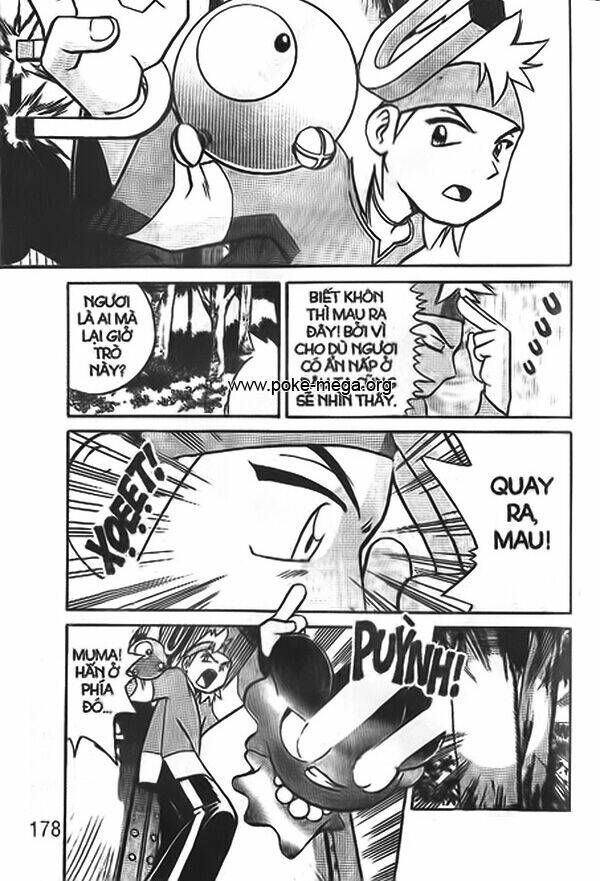 NGƯƠI
LÀ AI MÀ
LẠI GIỞ
TRÒ
NÀY?
BIẾT KHÔN
THÌ MAU RA
ĐÂY! BỞI VÌ
CHO DÙ NGƯƠI
CÓ ẨN NẤP Ở
SẼ NHÌN THẤY.
www.poke-mega.org
XOEET!
QUAY
RA,
MAU!
MUMA!
HẮN Ở
PHÍA
ĐÓ...
PUỲNH!
178